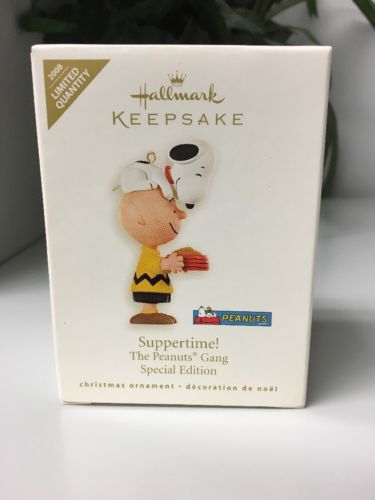 2008
LIMITED
QUANTITY
Hallmark
KEEPSAKE
PEANUTS
Suppertime!
The Peanuts® Gang
Special Edition
christmas ornament • décoration de noël